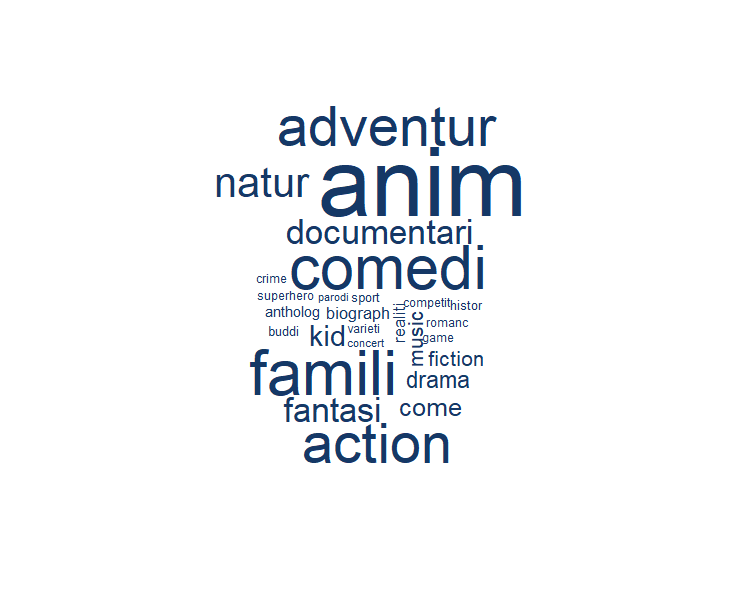 adventur
anim
natur
documentari
comedi
crime
superhero
parodi
sport
competit
histor
antholog
biograph
realiti
music
romanc
buddi
kid
varieti
concert
game
famili
fiction
drama
fantasi
come
action